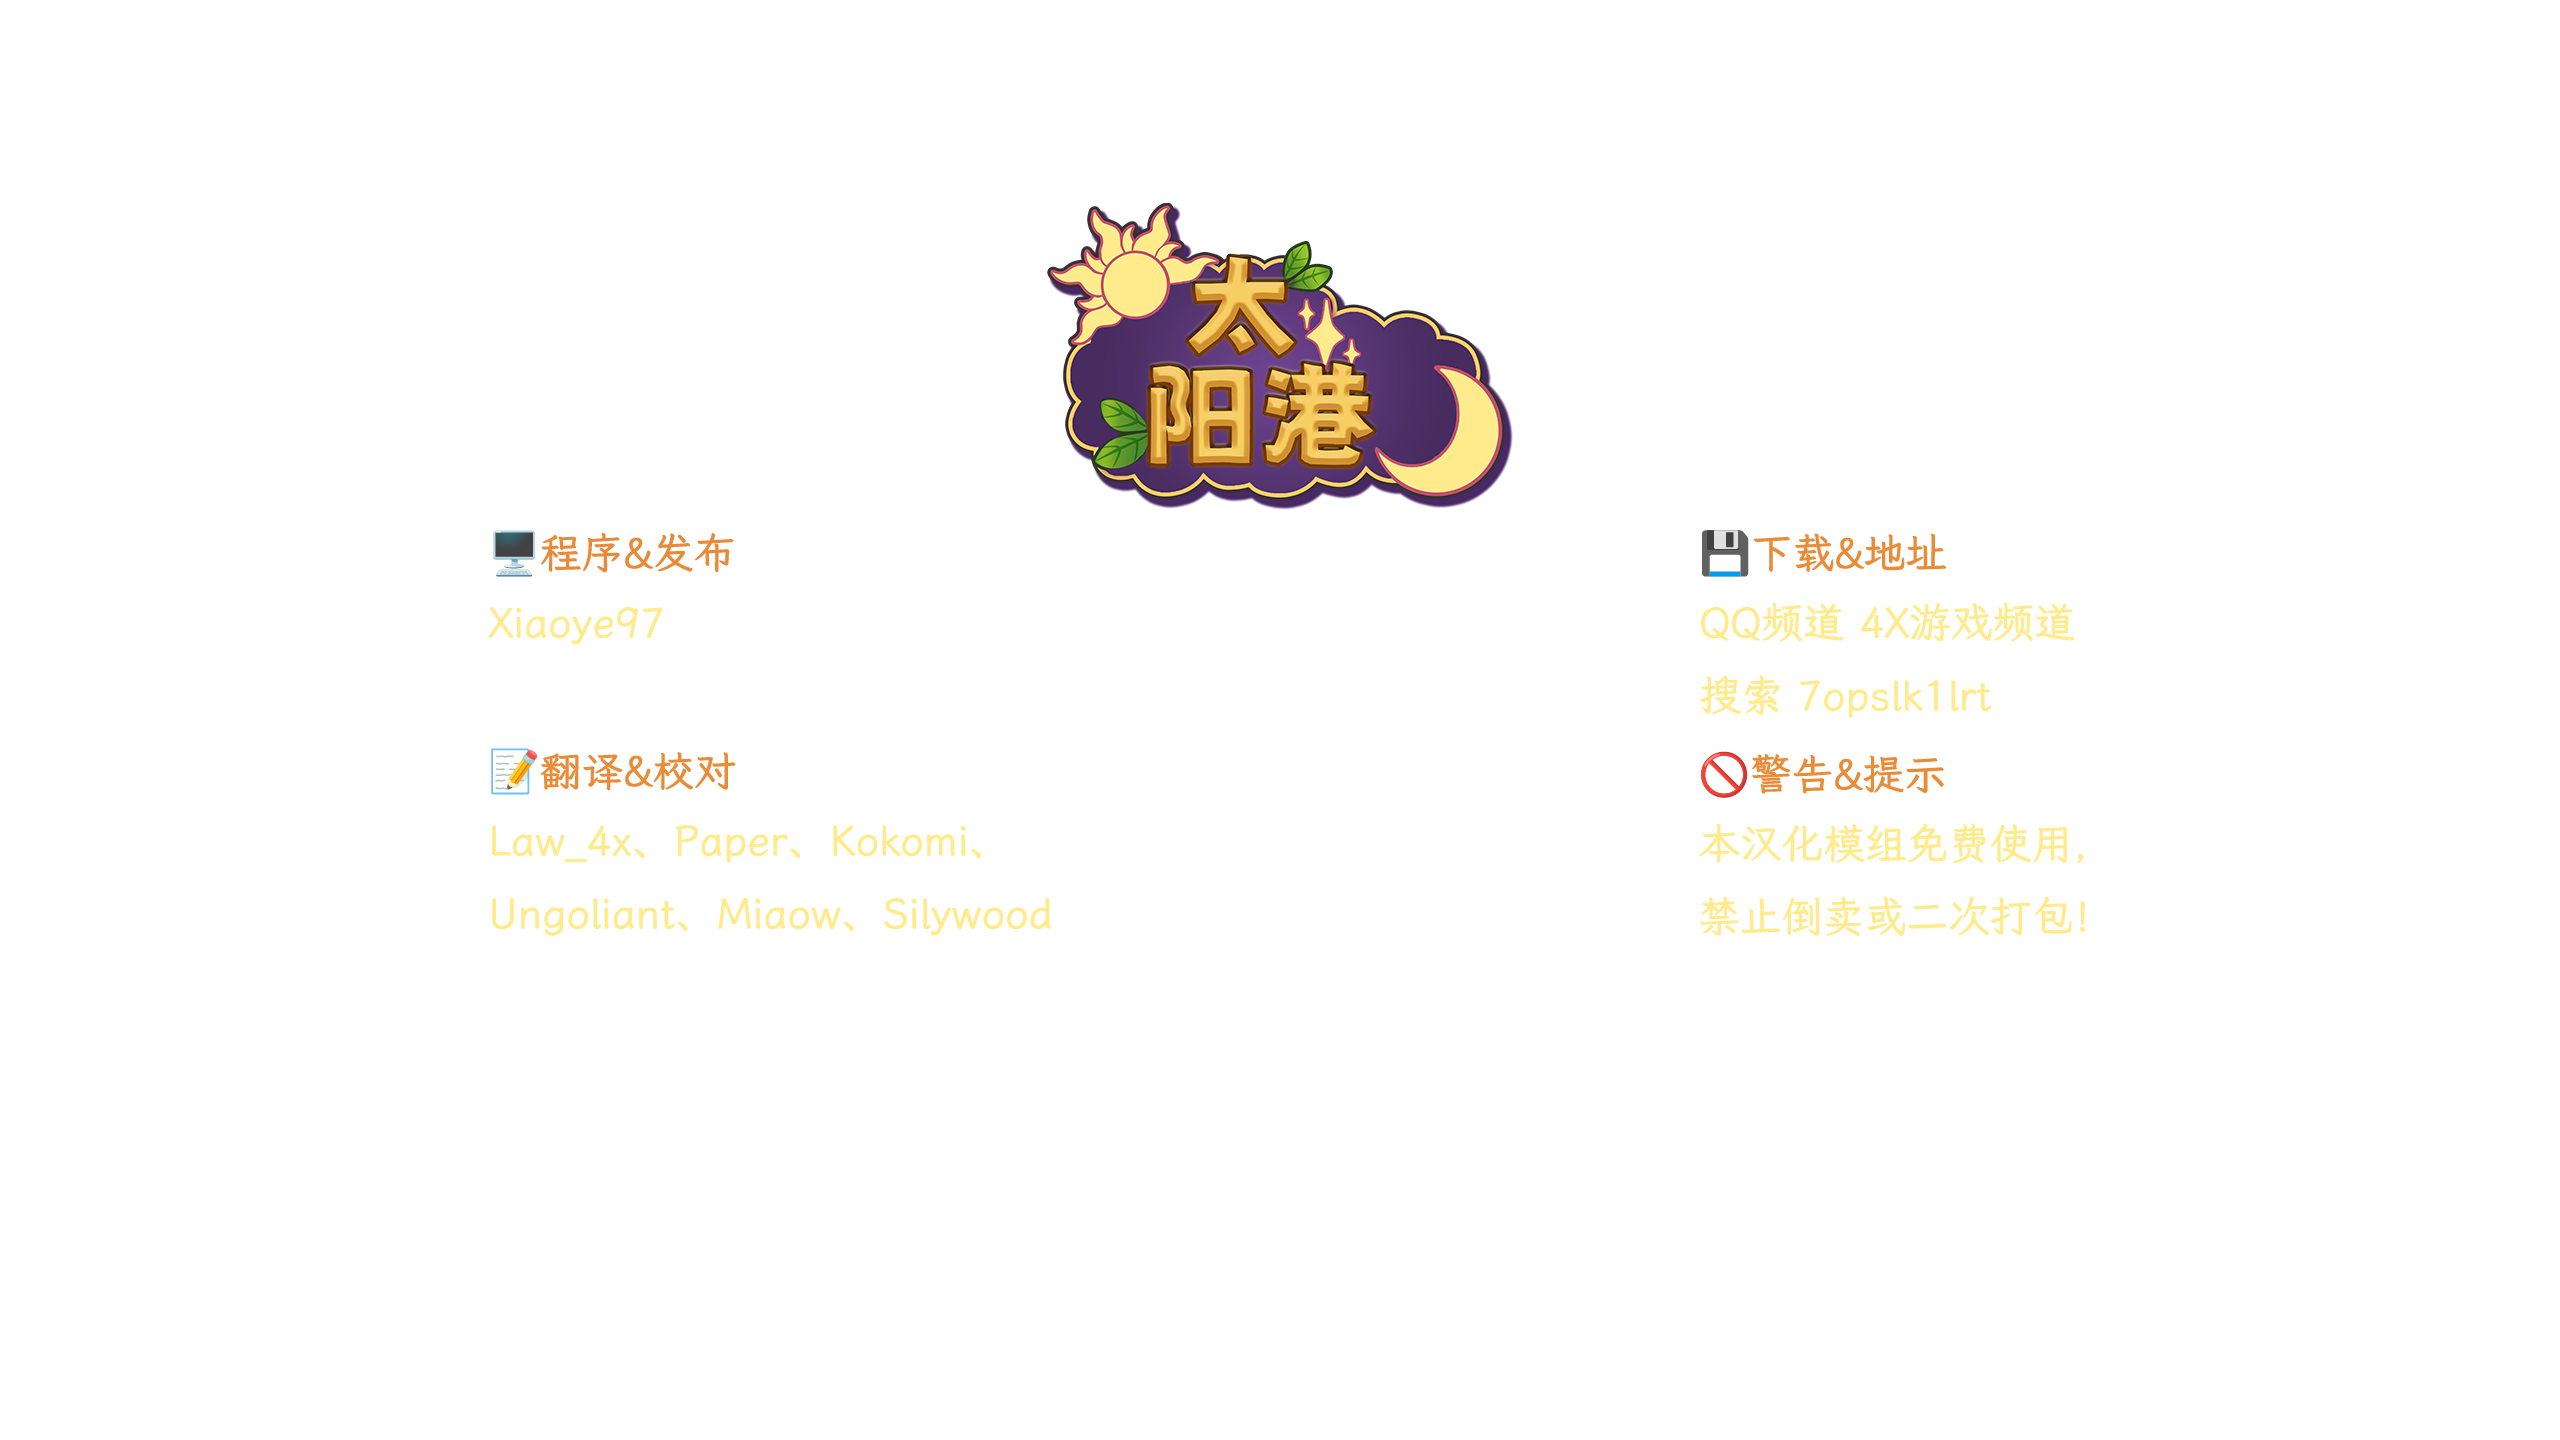 太
阳港
🖥️程序&发布
Xiaoye97
📝翻译&校对
Law_4x、Paper、Kokomi、
Ungoliant、Miaow、Silywood
💾下载&地址
QQ频道 4X游戏频道
搜索 7opslk1lrt
🚫警告&提示
本汉化模组免费使用,
禁止倒卖或二次打包!